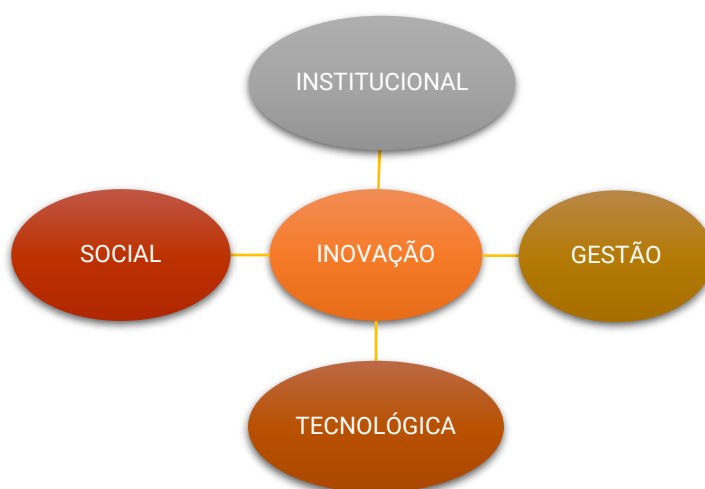 INSTITUCIONAL
SOCIAL
INOVAÇÃO
GESTÃO
TECNOLÓGICA